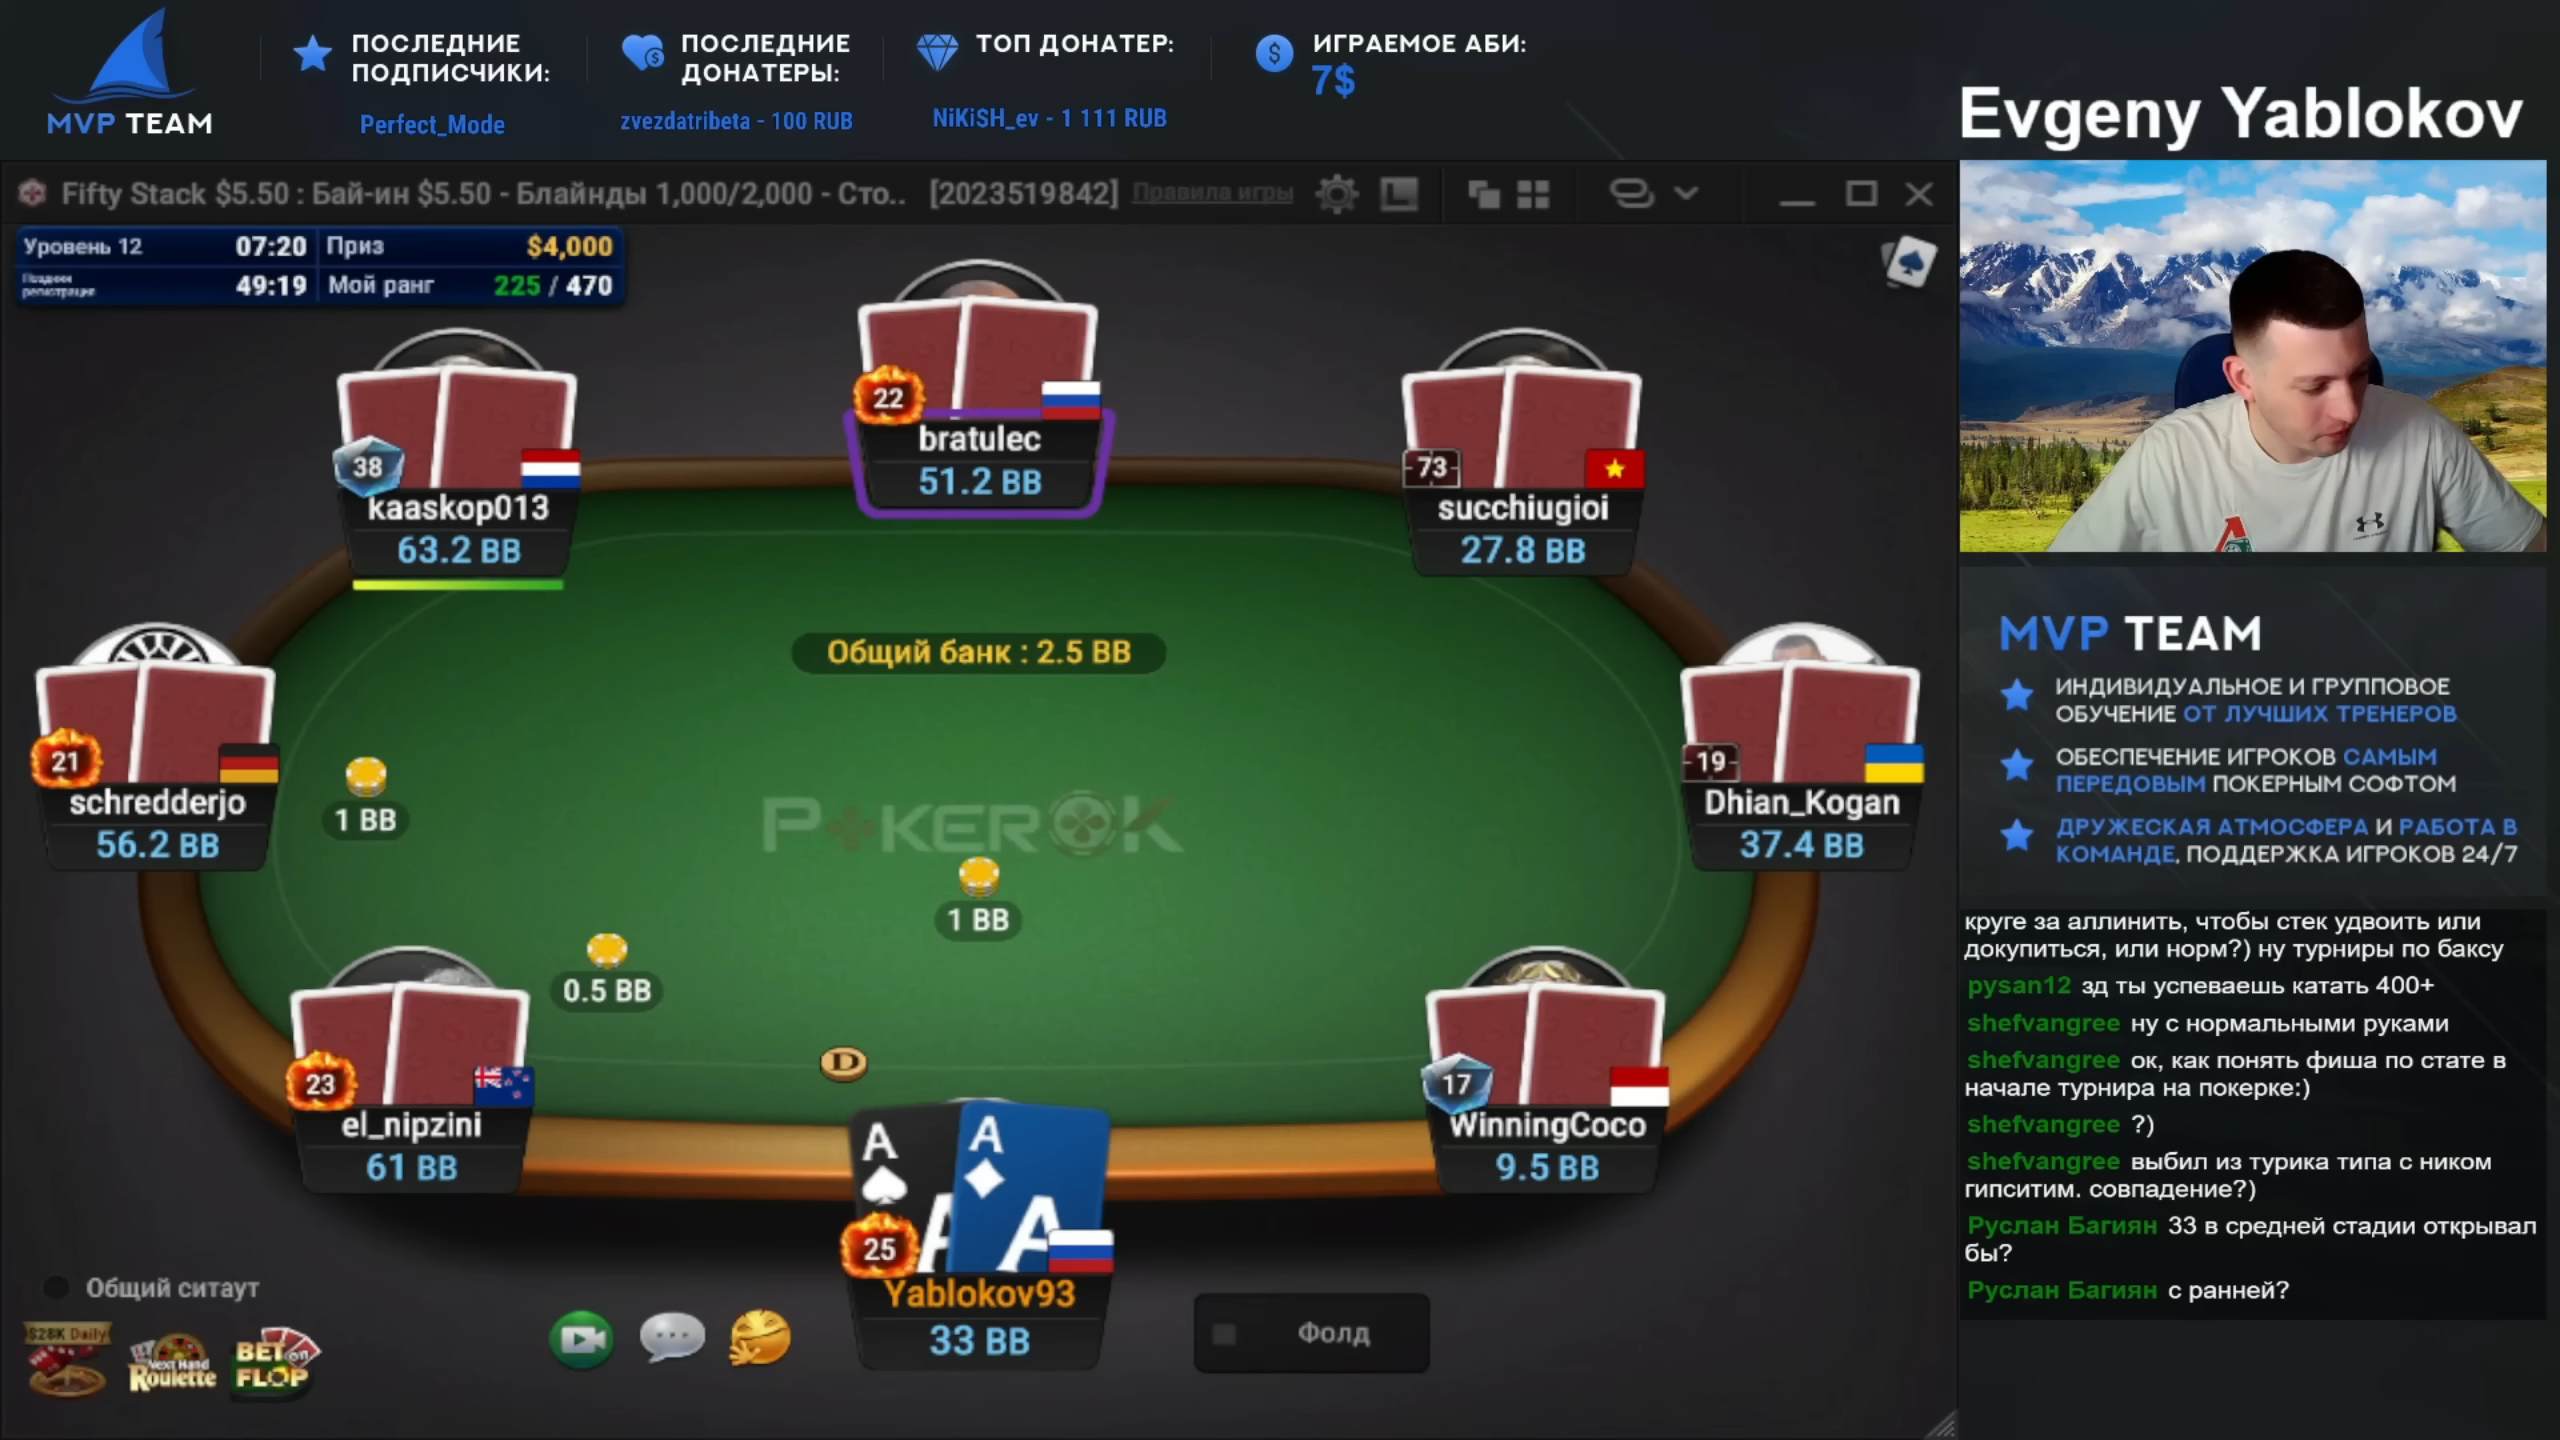 MVP TEAM
ПОСЛЕДНИЕ
ПОДПИСЧИКИ:
Perfect_Mode
ПОСЛЕДНИЕ
ДОНАТЕРЫ:
zvezdatribeta - 100 RUB
ТОП ДОНАТЕР:
NiKiSH_ev - 1 111 RUB
ИГРАЕМОЕ АБИ:
7$
Evgeny Yablokov
Fifty Stack $5.50 : Бай-ин $5.50 - Блайнды 1,000/2,000 - Сто.. [2023519842] Правила игры
Уровень 12 07:20 Приз $4,000
Поздняя регистрация 49:19 Мой ранг 225 / 470
22
bratulec
51.2 BB
38
kaaskop013
63.2 BB
73
succhiugioi
27.8 BB
Общий банк : 2.5 BB
21
schredderjo
56.2 BB
1 BB
19
Dhian_Kogan
37.4 BB
POKEROK
1 BB
0.5 BB
D
23
el_nipzini
61 BB
17
WinningCoco
9.5 BB
A A
A A
25
Yablokov93
33 BB
Общий ситаут
$28K Daily
Next Hand
Roulette
BET on
FLOP
Фолд
MVP TEAM
ИНДИВИДУАЛЬНОЕ И ГРУППОВОЕ
ОБУЧЕНИЕ ОТ ЛУЧШИХ ТРЕНЕРОВ
ОБЕСПЕЧЕНИЕ ИГРОКОВ САМЫМ
ПЕРЕДОВЫМ ПОКЕРНЫМ СОФТОМ
ДРУЖЕСКАЯ АТМОСФЕРА И РАБОТА В
КОМАНДЕ, ПОДДЕРЖКА ИГРОКОВ 24/7
круге за аллинить, чтобы стек удвоить или
докупиться, или норм?) ну турниры по баксу
pysan12 зд ты успеваешь катать 400+
shefvangree ну с нормальными руками
shefvangree ок, как понять фиша по стате в
начале турнира на покерке:)
shefvangree ?)
shefvangree выбил из турика типа с ником
гипситим. совпадение?)
Руслан Багиян 33 в средней стадии открывал
бы?
Руслан Багиян с ранней?